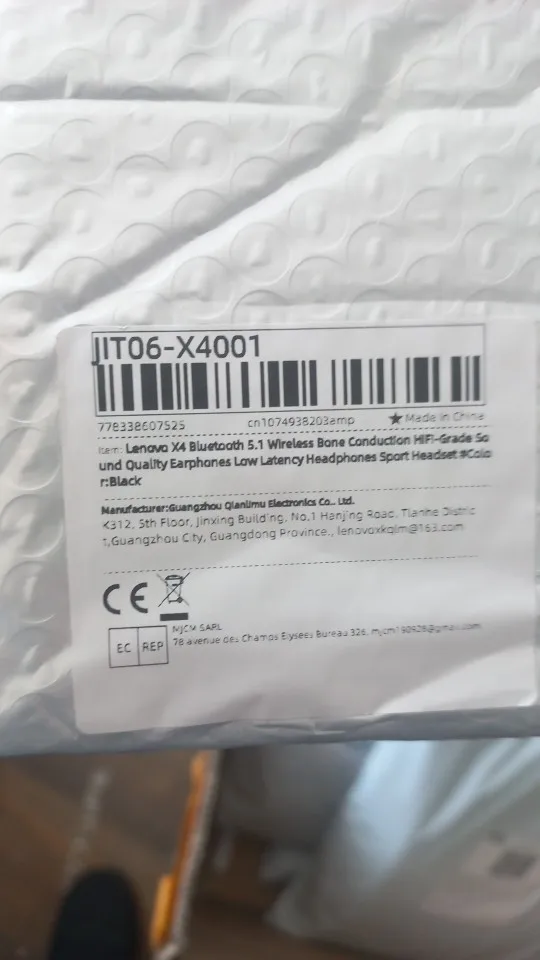 JIT06-X4001
778338607525 cn1074938203amp ★ Made in China
Item: Lenovo X4 Bluetooth 5.1 Wireless Bone Conduction HiFi-Grade So
und Quality Earphones Low Latency Headphones Sport Headset #Colo
r:Black
Manufacturer:Guangzhou Qianlimu Electronics Co., Ltd.
K312, 5th Floor, Jinxing Building, No,1 Hanjing Road, Tianhe Distric
t,Guangzhou City, Guangdong Province., lenovoxkqlm@163.com
CE
EC REP
MJCM SARL
78 avenue des Champs Elysees Bureau 326, mjcm190928@gmail.com